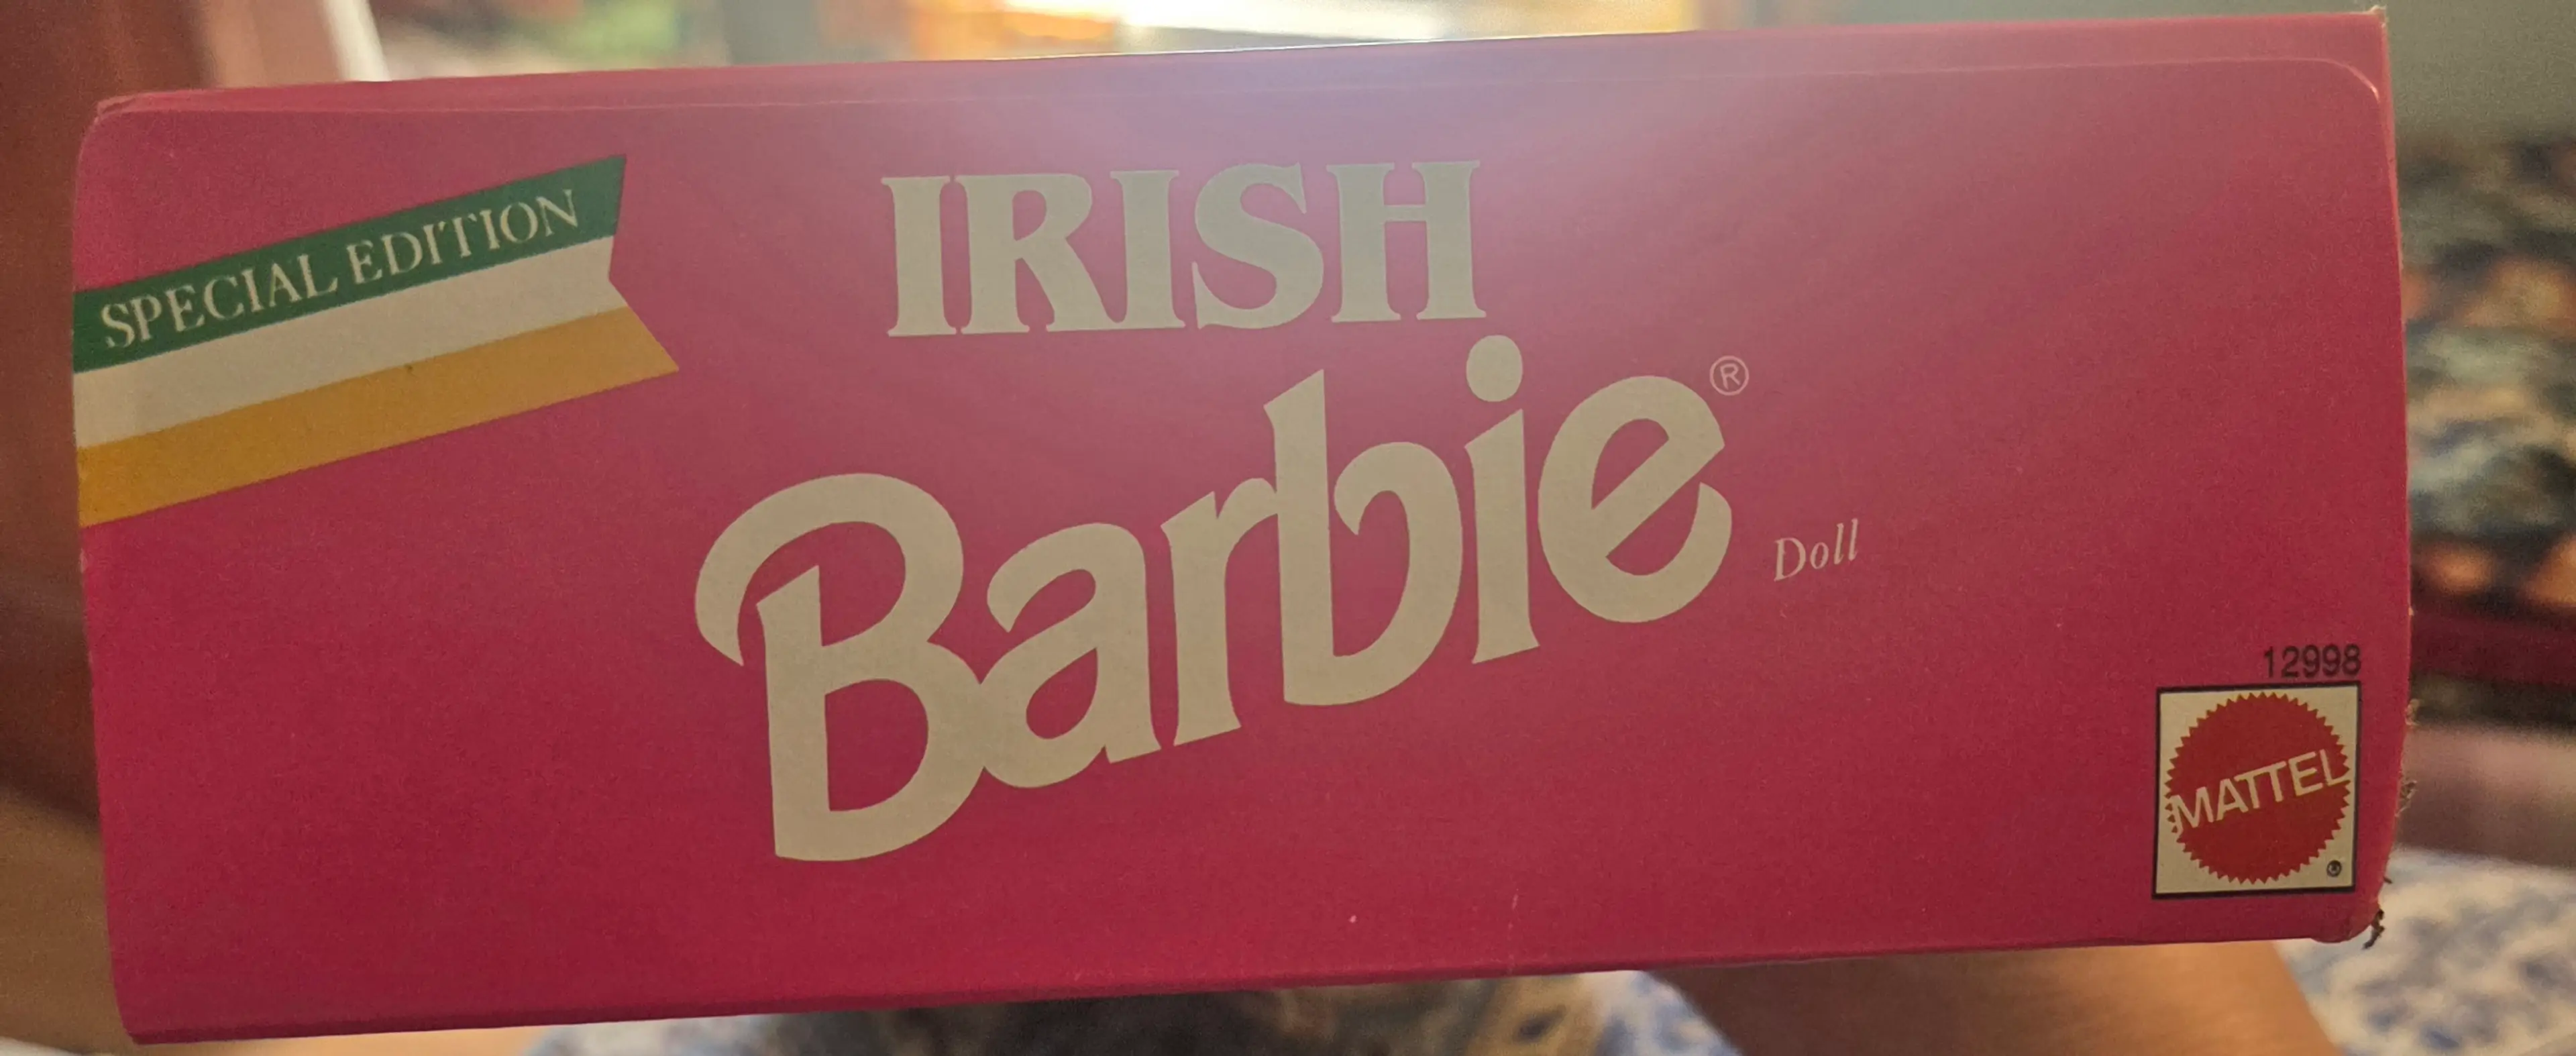 SPECIAL EDITION
IRISH
Barbie®
Doll
12998
MATTEL
®